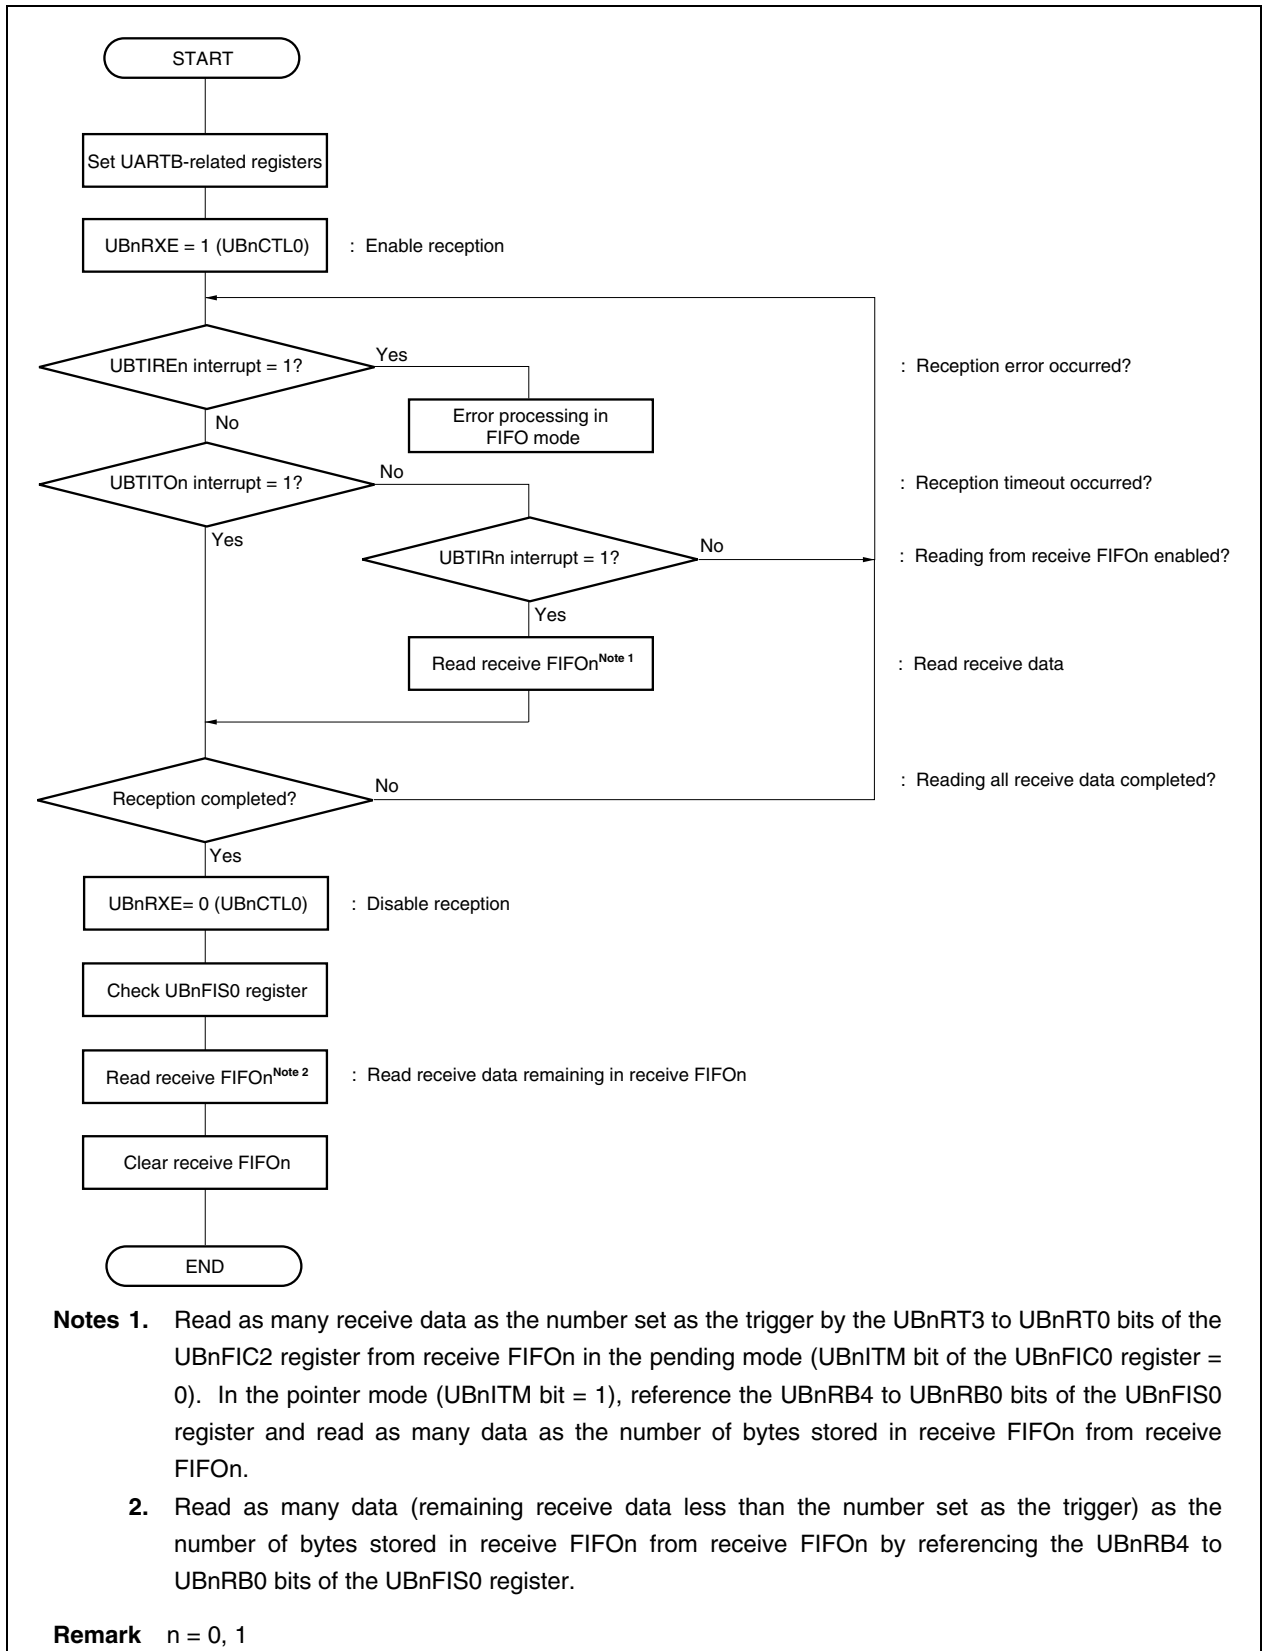 START
Set UARTB-related registers
UBnRXE = 1 (UBnCTL0) : Enable reception
UBTIREn interrupt = 1? Yes : Reception error occurred?
Error processing in
FIFO mode
No
UBTITOn interrupt = 1? No : Reception timeout occurred?
Yes
UBTIRn interrupt = 1? No : Reading from receive FIFOn enabled?
Yes
Read receive FIFOnNote 1 : Read receive data
Reception completed? No : Reading all receive data completed?
Yes
UBnRXE= 0 (UBnCTL0) : Disable reception
Check UBnFIS0 register
Read receive FIFOnNote 2 : Read receive data remaining in receive FIFOn
Clear receive FIFOn
END
Notes 1. Read as many receive data as the number set as the trigger by the UBnRT3 to UBnRT0 bits of the
UBnFIC2 register from receive FIFOn in the pending mode (UBnITM bit of the UBnFIC0 register =
0). In the pointer mode (UBnITM bit = 1), reference the UBnRB4 to UBnRB0 bits of the UBnFIS0
register and read as many data as the number of bytes stored in receive FIFOn from receive
FIFOn.
2. Read as many data (remaining receive data less than the number set as the trigger) as the
number of bytes stored in receive FIFOn from receive FIFOn by referencing the UBnRB4 to
UBnRB0 bits of the UBnFIS0 register.
Remark n = 0, 1